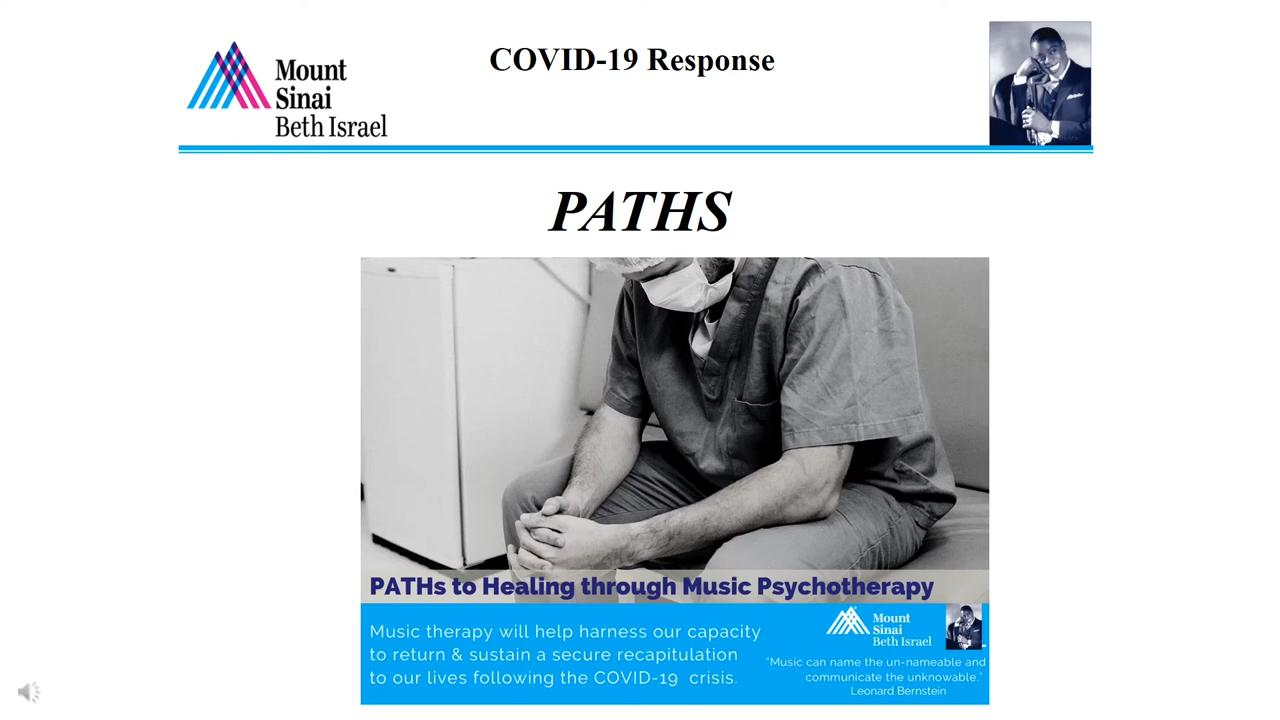 Mount
Sinai
Beth Israel
COVID-19 Response
PATHS
PATHs to Healing through Music Psychotherapy
Music therapy will help harness our capacity
to return & sustain a secure recapitulation
to our lives following the COVID-19 crisis.
Mount
Sinai
Beth Israel
“Music can name the un-nameable and
communicate the unknowable.”
Leonard Bernstein